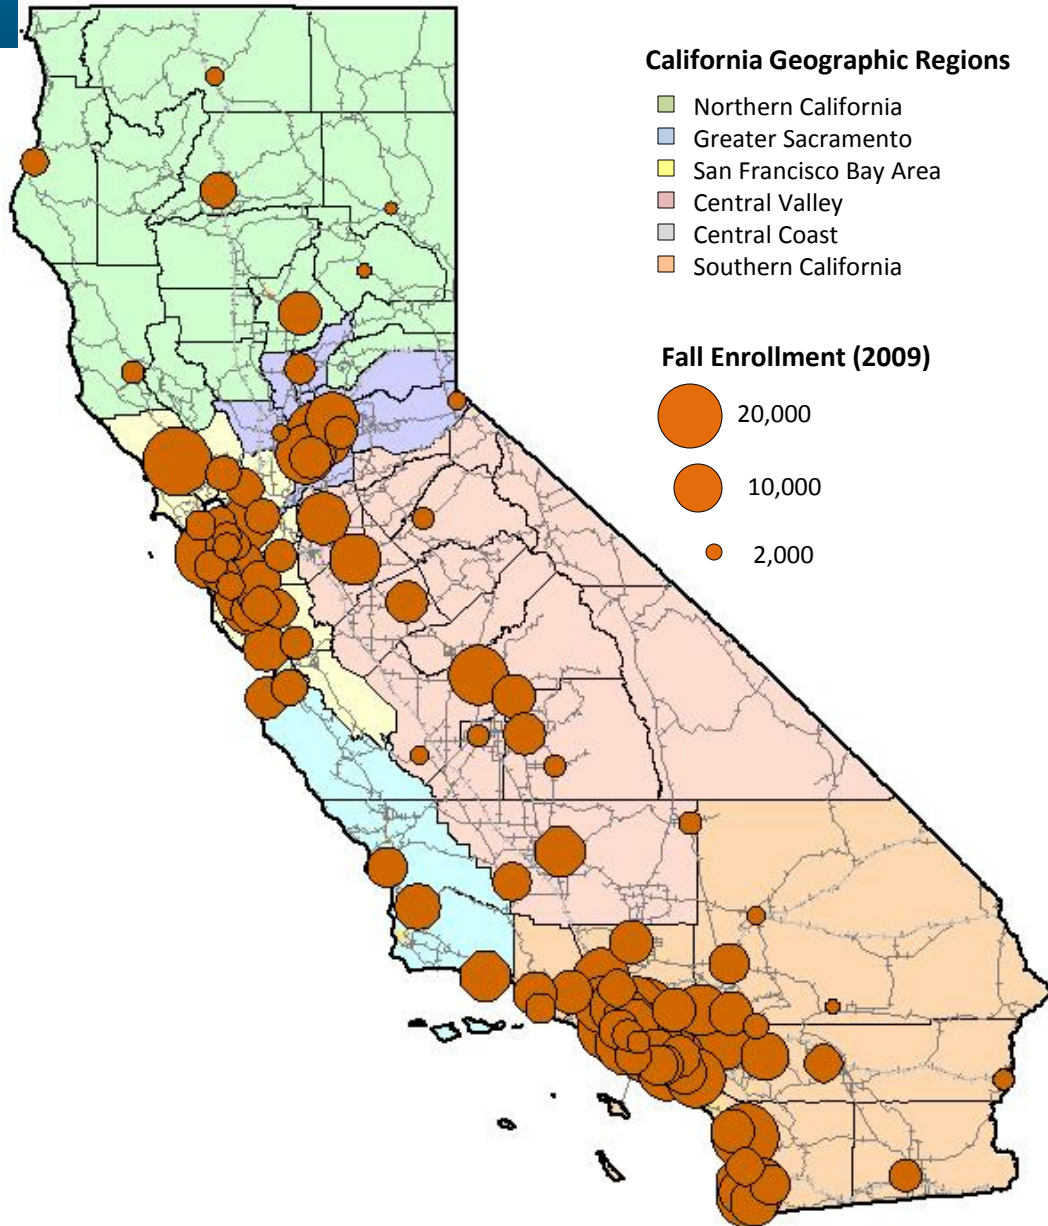 California Geographic Regions
Northern California
Greater Sacramento
San Francisco Bay Area
Central Valley
Central Coast
Southern California
Fall Enrollment (2009)
20,000
10,000
2,000